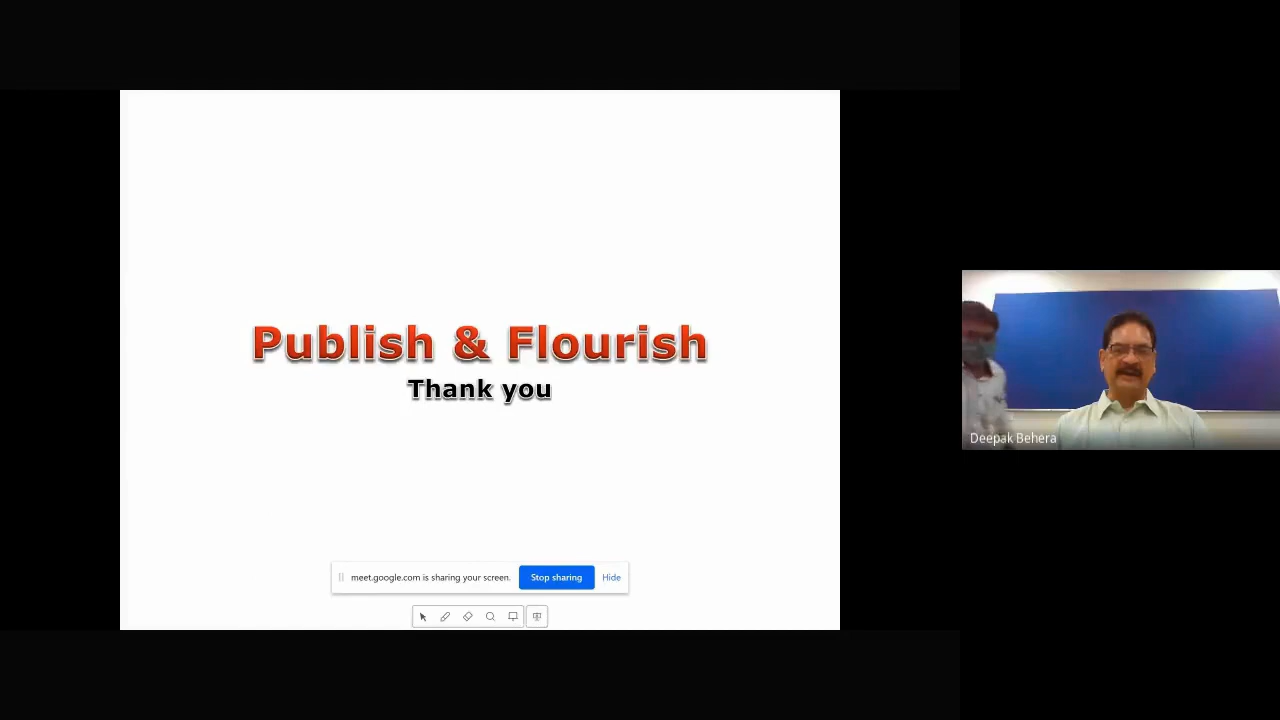 Publish & Flourish
Thank you
meet.google.com is sharing your screen. Stop sharing Hide
Deepak Behera